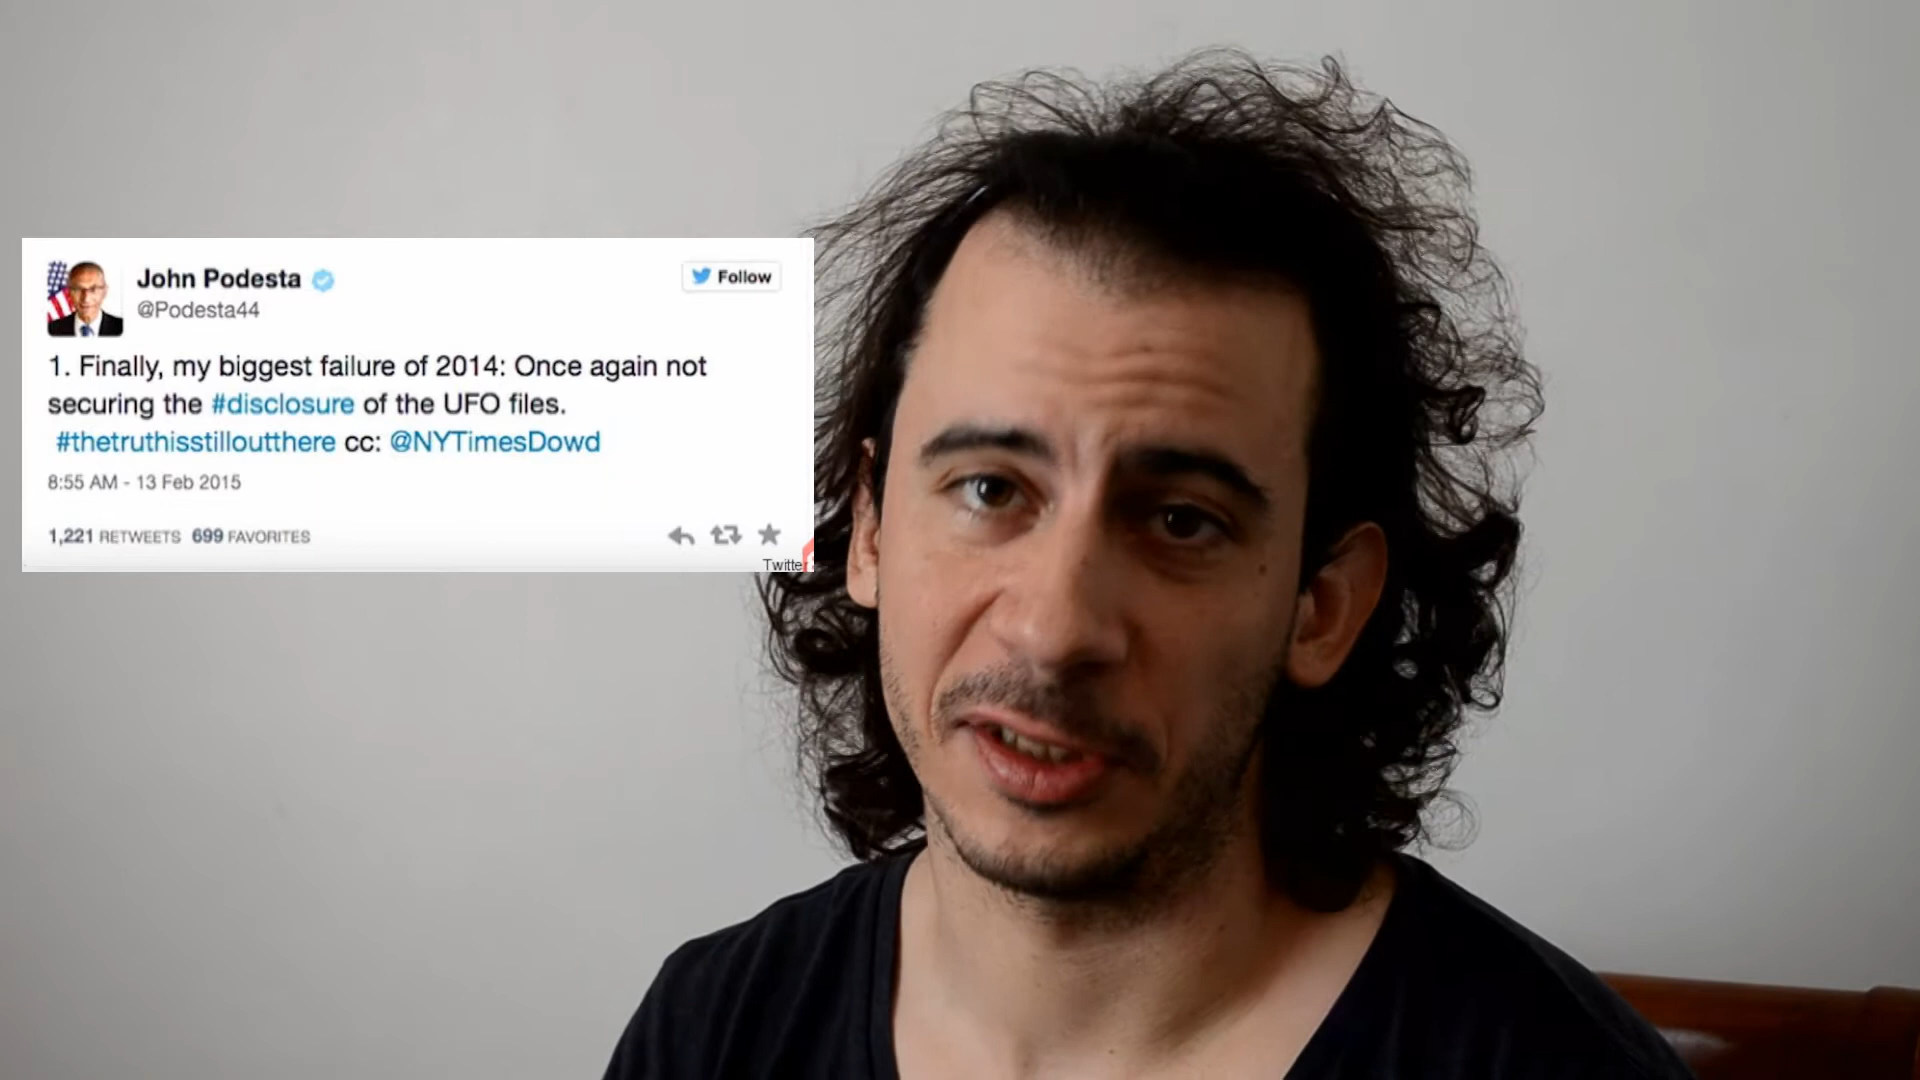 John Podesta
@Podesta44
Follow
1. Finally, my biggest failure of 2014: Once again not
securing the #disclosure of the UFO files.
#thetruthisstilloutthere cc: @NYTimesDowd
8:55 AM - 13 Feb 2015
1,221 RETWEETS 699 FAVORITES
Twitter